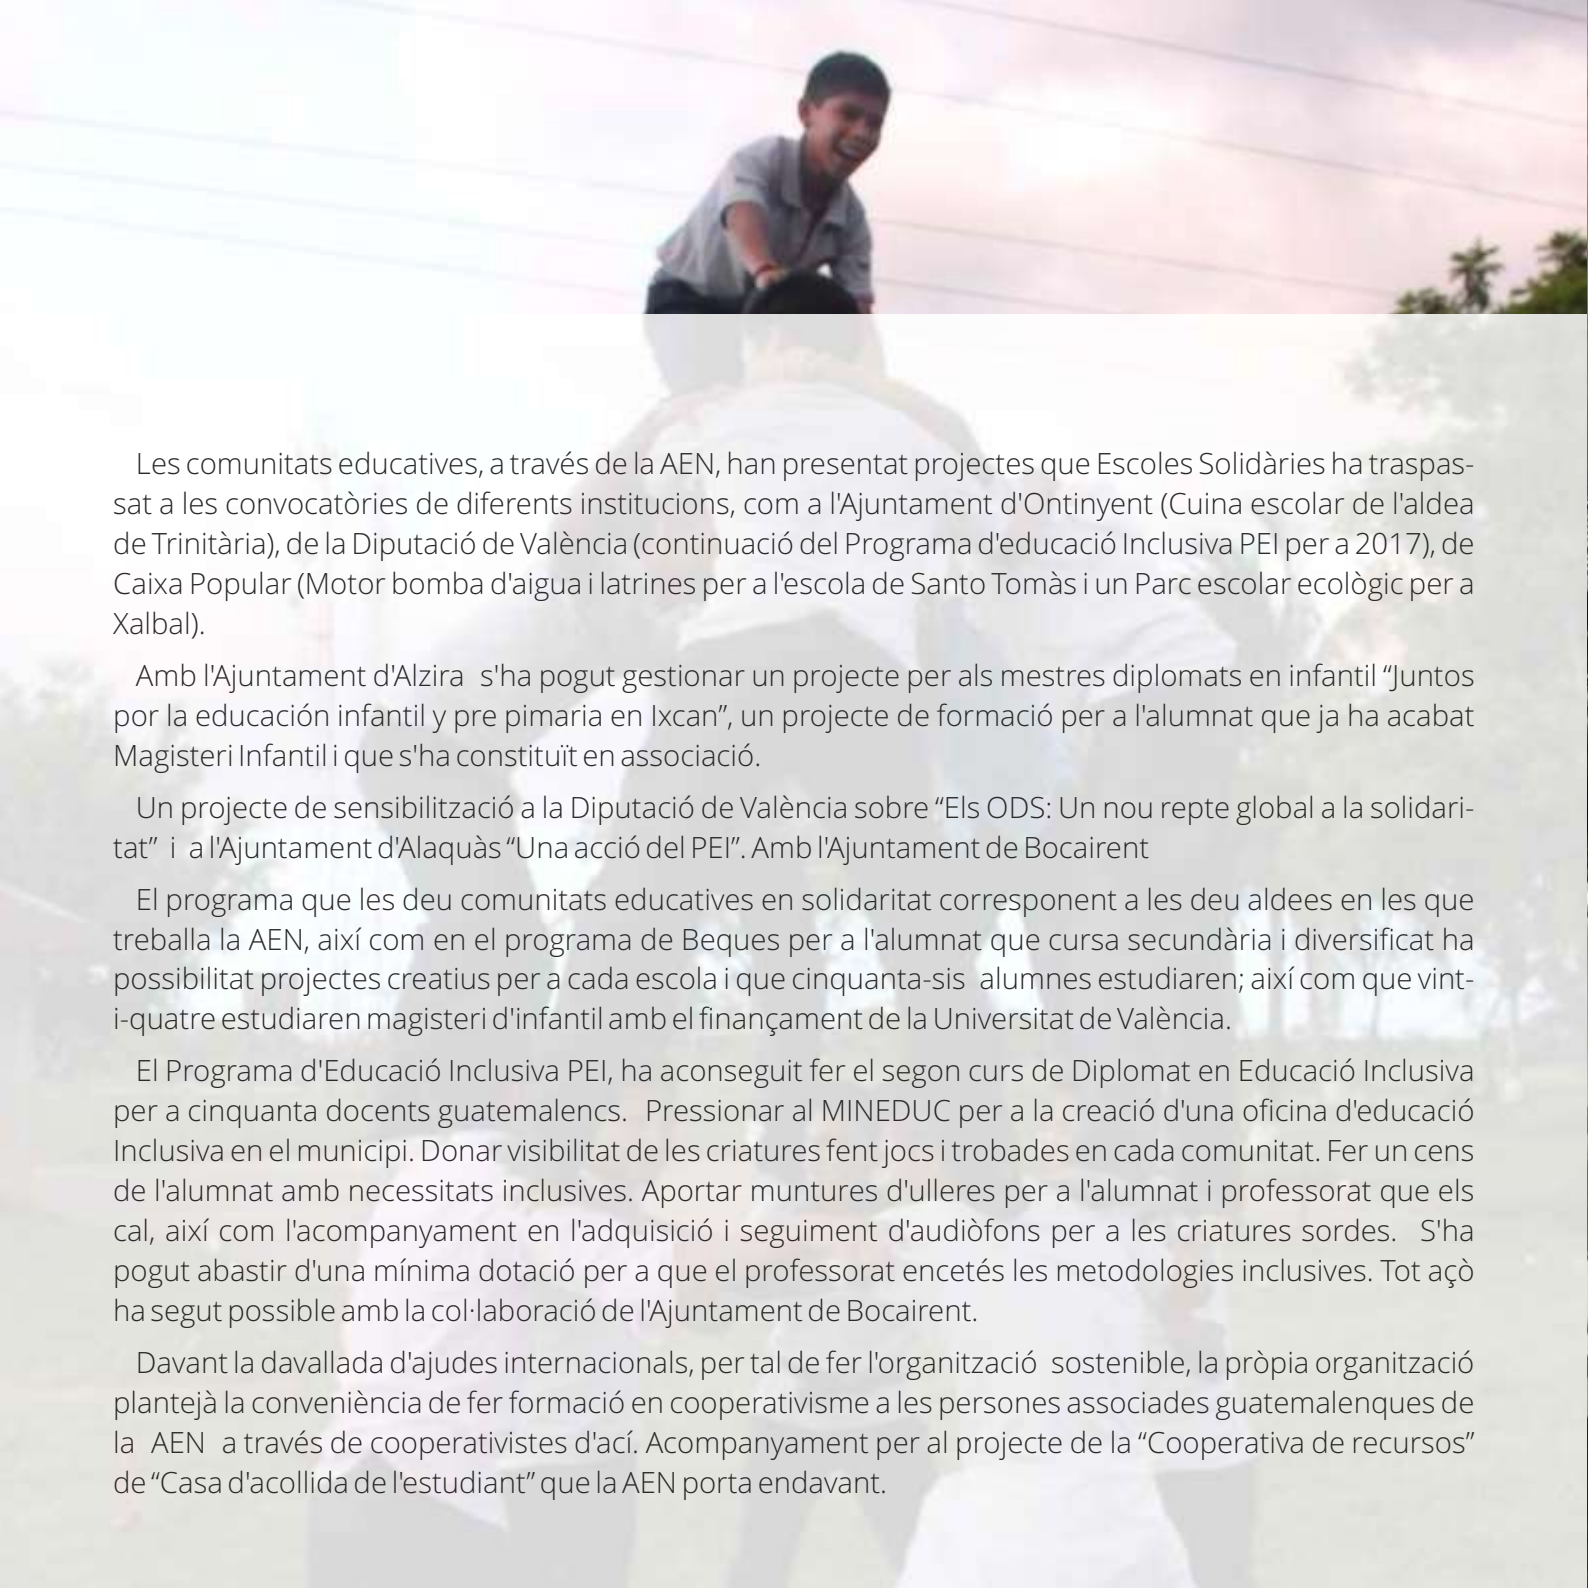 Les comunitats educatives, a través de la AEN, han presentat projectes que Escoles Solidàries ha traspas-
sat a les convocatòries de diferents institucions, com a l'Ajuntament d'Ontinyent (Cuina escolar de l'aldea
de Trinitària), de la Diputació de València (continuació del Programa d'educació Inclusiva PEI per a 2017), de
Caixa Popular (Motor bomba d'aigua i latrines per a l'escola de Santo Tomàs i un Parc escolar ecològic per a
Xalbal).
Amb l'Ajuntament d'Alzira s'ha pogut gestionar un projecte per als mestres diplomats en infantil “Juntos
por la educación infantil y pre pimaria en Ixcan”, un projecte de formació per a l'alumnat que ja ha acabat
Magisteri Infantil i que s'ha constituït en associació.
Un projecte de sensibilització a la Diputació de València sobre “Els ODS: Un nou repte global a la solidari-
tat” i a l'Ajuntament d'Alaquàs “Una acció del PEI”. Amb l'Ajuntament de Bocairent
El programa que les deu comunitats educatives en solidaritat corresponent a les deu aldees en les que
treballa la AEN, així com en el programa de Beques per a l'alumnat que cursa secundària i diversificat ha
possibilitat projectes creatius per a cada escola i que cinquanta-sis alumnes estudiaren; així com que vint-
i-quatre estudiaren magisteri d'infantil amb el finançament de la Universitat de València.
El Programa d'Educació Inclusiva PEI, ha aconseguit fer el segon curs de Diplomat en Educació Inclusiva
per a cinquanta docents guatemalencs. Pressionar al MINEDUC per a la creació d'una oficina d'educació
Inclusiva en el municipi. Donar visibilitat de les criatures fent jocs i trobades en cada comunitat. Fer un cens
de l'alumnat amb necessitats inclusives. Aportar muntures d'ulleres per a l'alumnat i professorat que els
cal, així com l'acompanyament en l'adquisició i seguiment d'audiòfons per a les criatures sordes. S'ha
pogut abastir d'una mínima dotació per a que el professorat encetés les metodologies inclusives. Tot açò
ha segut possible amb la col·laboració de l'Ajuntament de Bocairent.
Davant la davallada d'ajudes internacionals, per tal de fer l'organització sostenible, la pròpia organització
plantejà la conveniència de fer formació en cooperativisme a les persones associades guatemalenques de
la AEN a través de cooperativistes d'ací. Acompanyament per al projecte de la “Cooperativa de recursos”
de “Casa d'acollida de l'estudiant” que la AEN porta endavant.